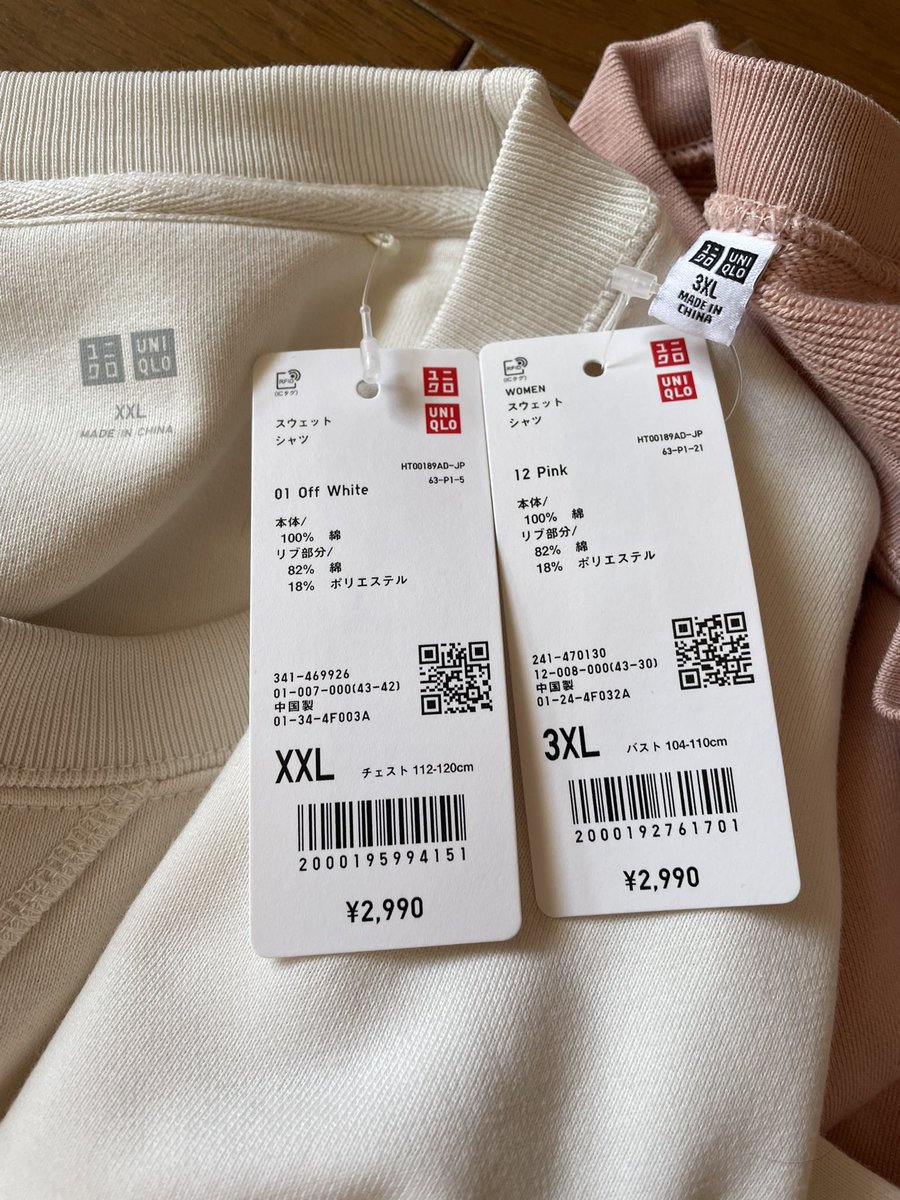 ユニ
クロ
UNI
QLO
XXL
MADE IN CHINA
ユニ
クロ
UNI
QLO
3XL
MADE IN
CHINA
RFID
(ICタグ)
ユニ
クロ
UNI
QLO
スウェット
シャツ
HT00189AD-JP
63-P1-5
01 Off White
本体/
100% 綿
リブ部分/
82% 綿
18% ポリエステル
341-469926
01-007-000(43-42)
中国製
01-34-4F003A
XXL チェスト 112-120cm
2000195994151
¥2,990
RFID
(ICタグ)
ユニ
クロ
UNI
QLO
WOMEN
スウェット
シャツ
HT00189AD-JP
63-P1-21
12 Pink
本体/
100% 綿
リブ部分/
82% 綿
18% ポリエステル
241-470130
12-008-000(43-30)
中国製
01-24-4F032A
3XL バスト 104-110cm
2000192761701
¥2,990